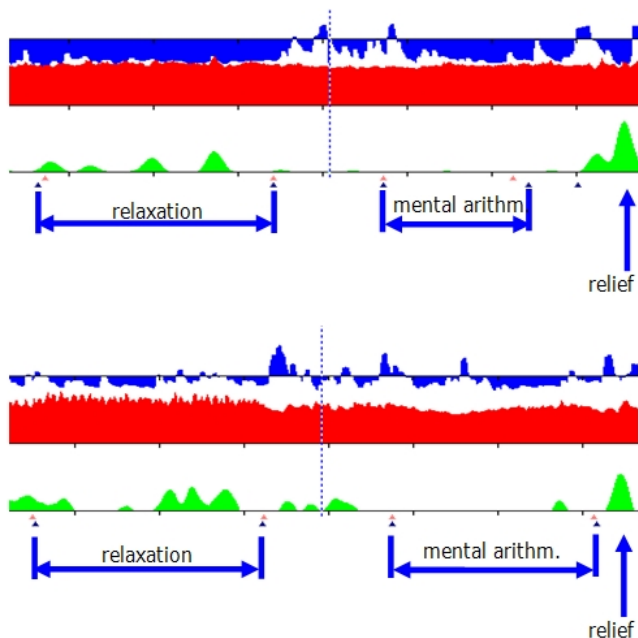 relaxation
mental arithm
relief
relaxation
mental arithm.
relief